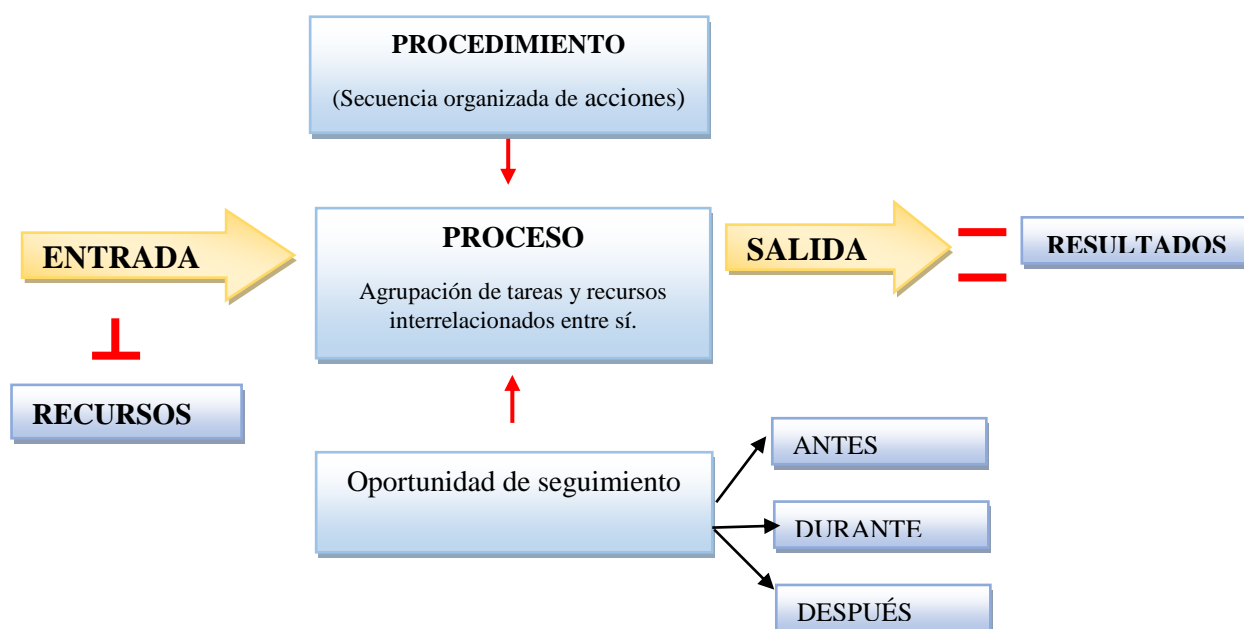 PROCEDIMIENTO
(Secuencia organizada de acciones)
ENTRADA
PROCESO
Agrupación de tareas y recursos
interrelacionados entre sí.
SALIDA
RESULTADOS
RECURSOS
Oportunidad de seguimiento
ANTES
DURANTE
DESPUÉS